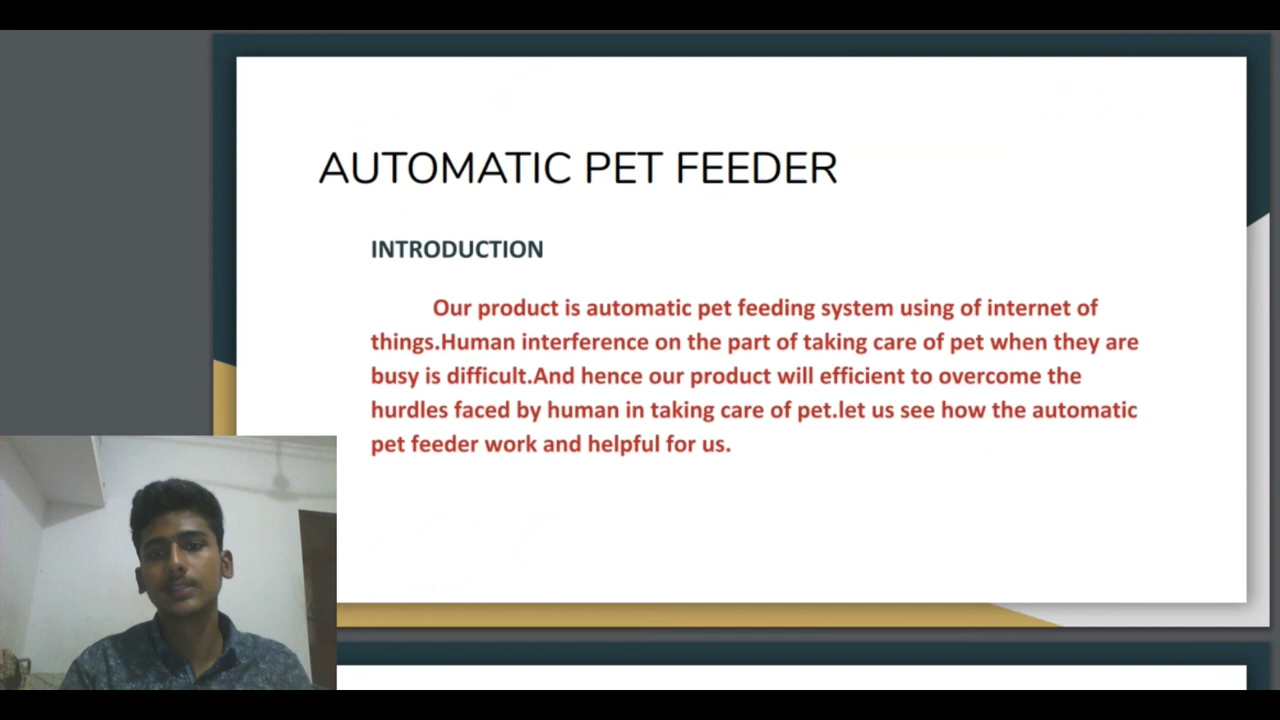 AUTOMATIC PET FEEDER
INTRODUCTION
Our product is automatic pet feeding system using of internet of
things.Human interference on the part of taking care of pet when they are
busy is difficult.And hence our product will efficient to overcome the
hurdles faced by human in taking care of pet.let us see how the automatic
pet feeder work and helpful for us.